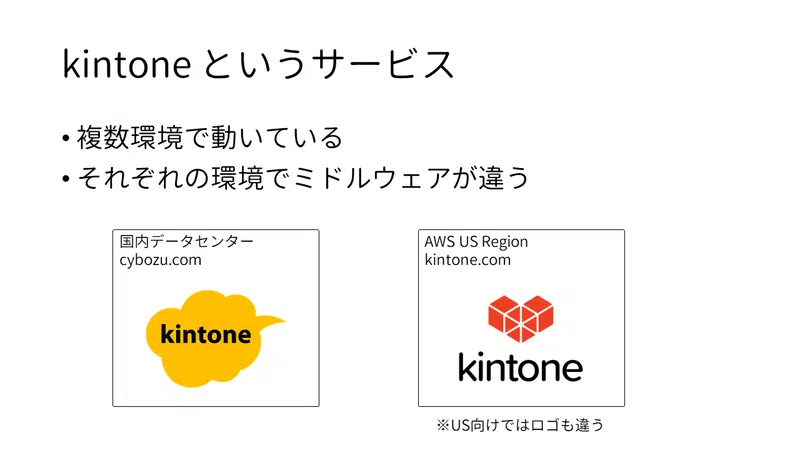 kintone というサービス
• 複数環境で動いている
• それぞれの環境でミドルウェアが違う
国内データセンター
cybozu.com
kintone
AWS US Region
kintone.com
kintone
※US向けではロゴも違う